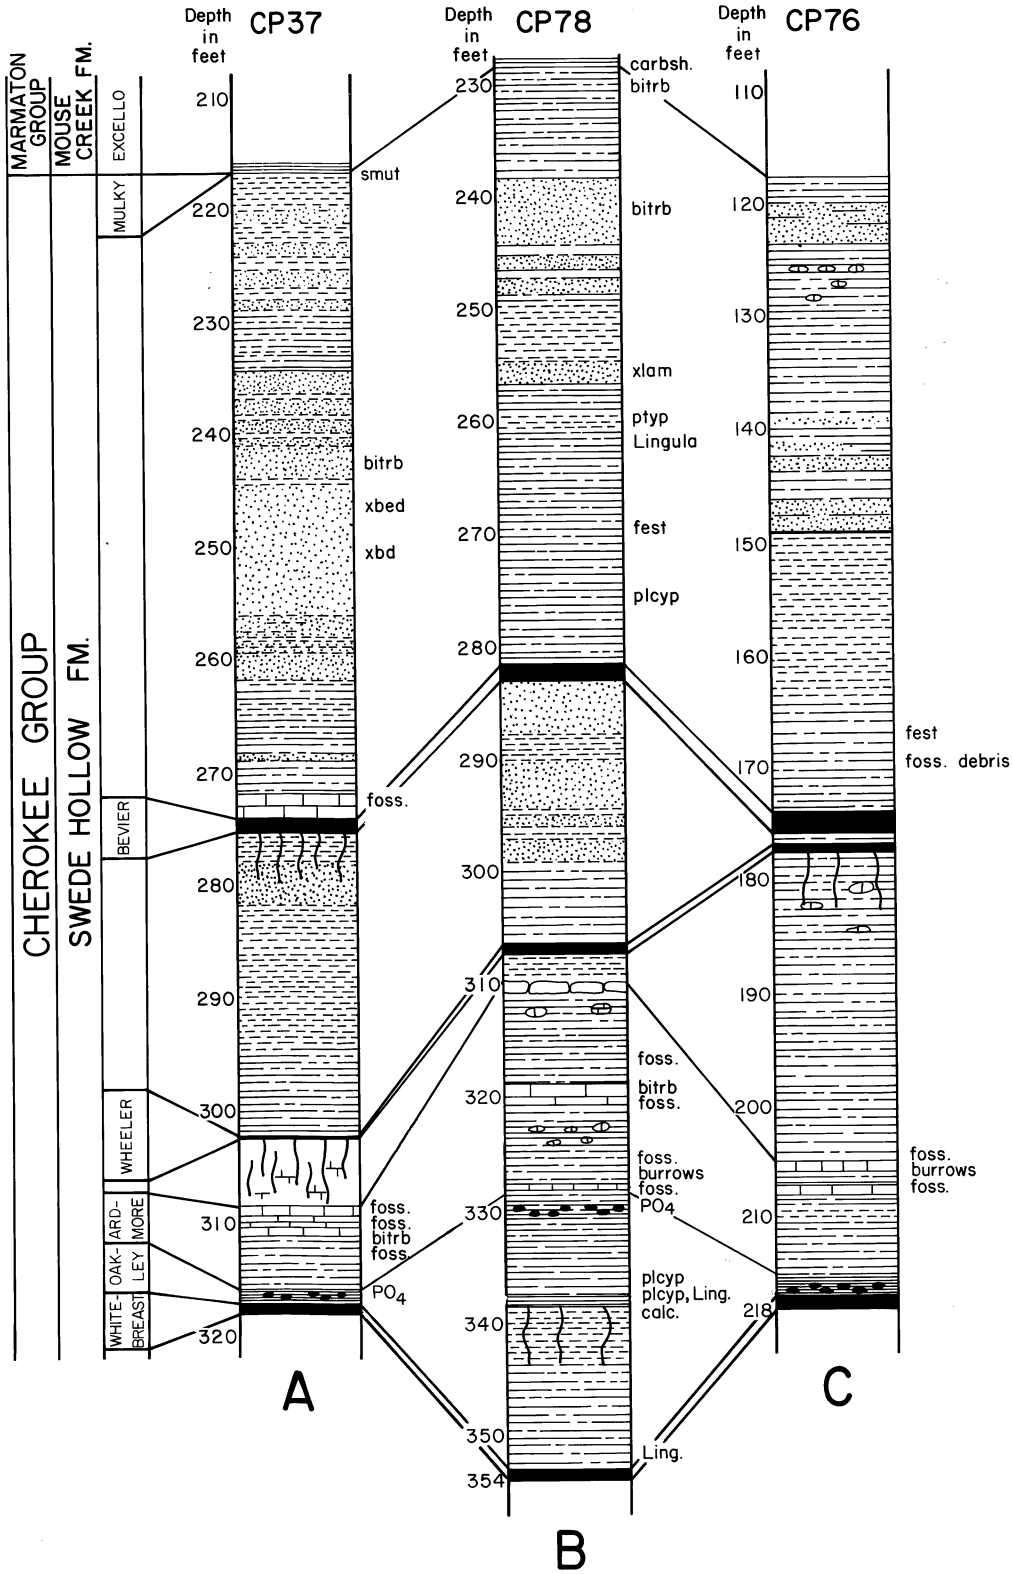 Depth
in
feet
CP37
Depth
in
feet
CP78
Depth
in
feet
CP76
MARMATON
GROUP
MOUSE
CREEK FM.
EXCELLO
MULKY
CHEROKEE GROUP
SWEDE HOLLOW FM.
BEVIER
WHEELER
ARD-
MORE
OAK-
LEY
WHITE-
BREAST
210
220
230
240
250
260
270
280
290
300
310
320
smut
bitrb
xbed
xbd
foss.
foss.
foss.
bitrb
foss.
PO4
A
230
240
250
260
270
280
290
300
310
320
330
340
350
354
carbsh.
bitrb
bitrb
xlam
ptyp
Lingula
fest
plcyp
foss.
bitrb
foss.
foss.
burrows
foss.
PO4
plcyp
plcyp, Ling.
calc.
Ling.
B
110
120
130
140
150
160
170
180
190
200
210
218
fest
foss. debris
foss.
burrows
foss.
C